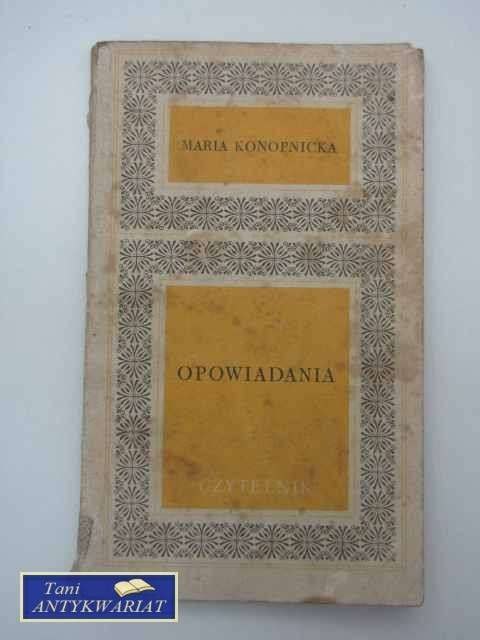 MARIA KONOPNICKA
OPOWIADANIA
CZYTELNIK
Tani
ANTYKWARIAT